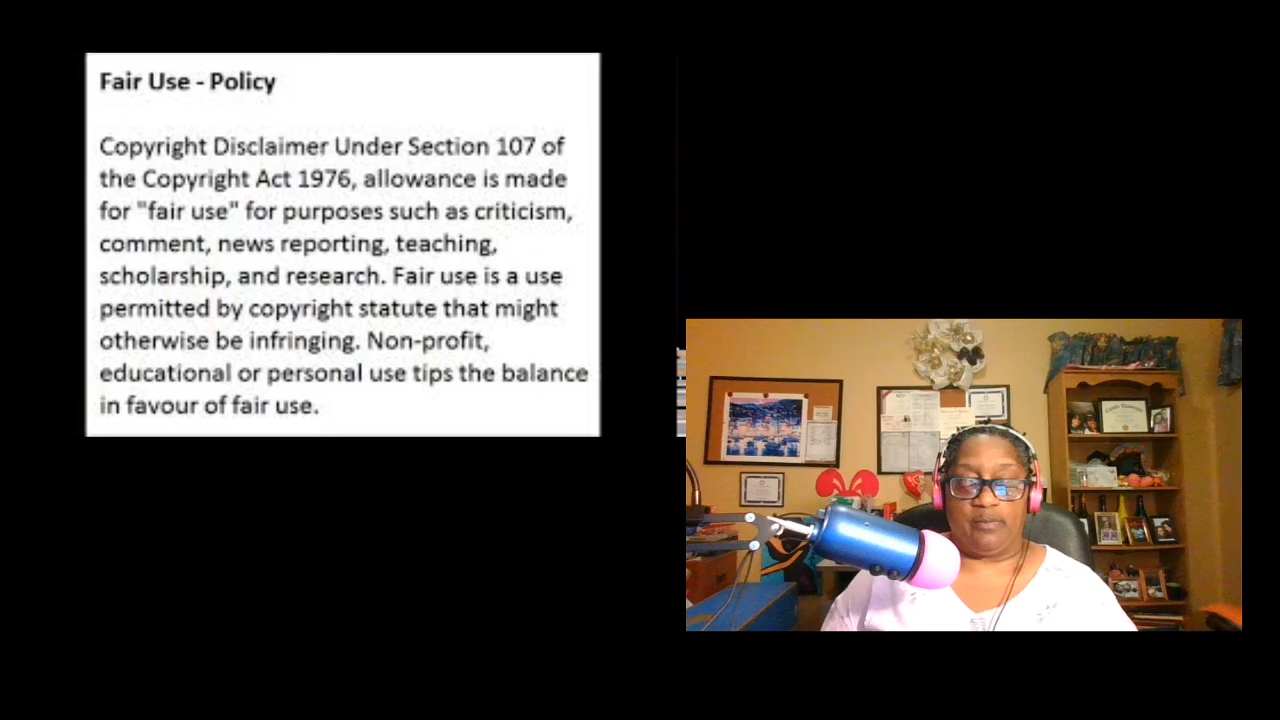 Fair Use - Policy
Copyright Disclaimer Under Section 107 of
the Copyright Act 1976, allowance is made
for "fair use" for purposes such as criticism,
comment, news reporting, teaching,
scholarship, and research. Fair use is a use
permitted by copyright statute that might
otherwise be infringing. Non-profit,
educational or personal use tips the balance
in favour of fair use.